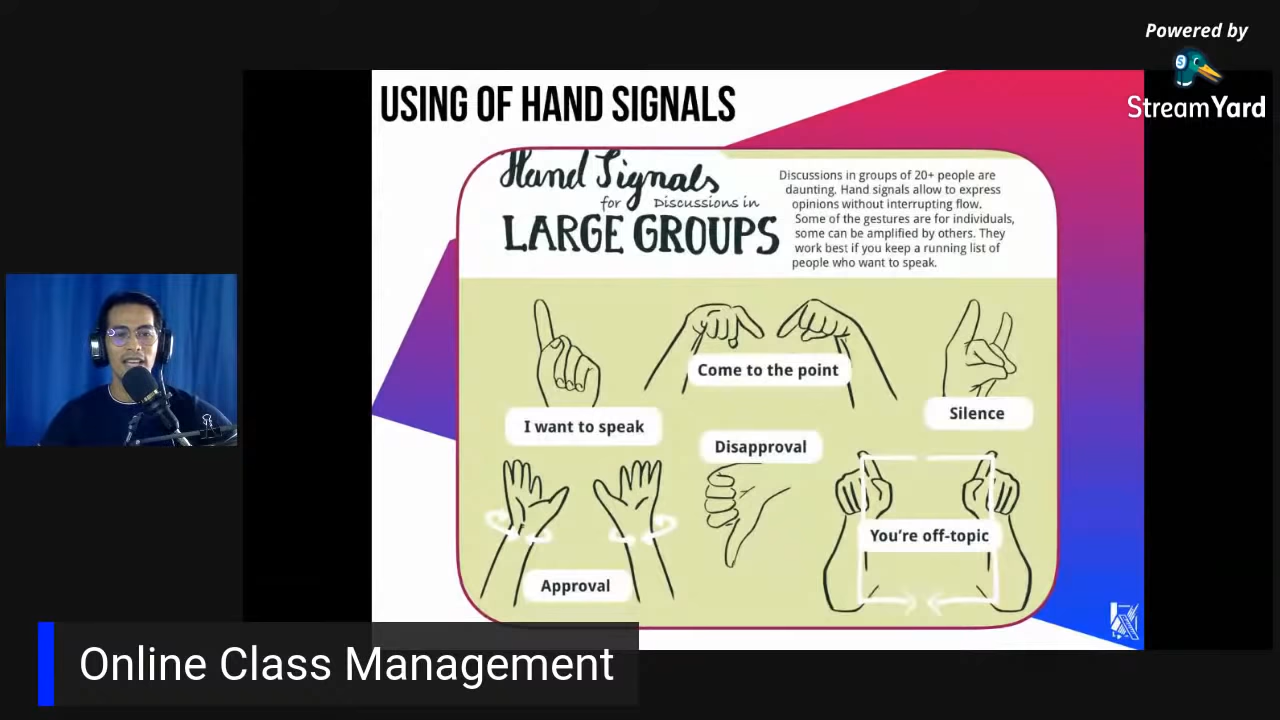 Powered by
StreamYard
USING OF HAND SIGNALS
Hand Signals
for Discussions in
LARGE GROUPS
Discussions in groups of 20+ people are
daunting. Hand signals allow to express
opinions without interrupting flow.
Some of the gestures are for individuals,
some can be amplified by others. They
work best if you keep a running list of
people who want to speak.
Come to the point
Silence
I want to speak
Disapproval
You're off-topic
Approval
Online Class Management